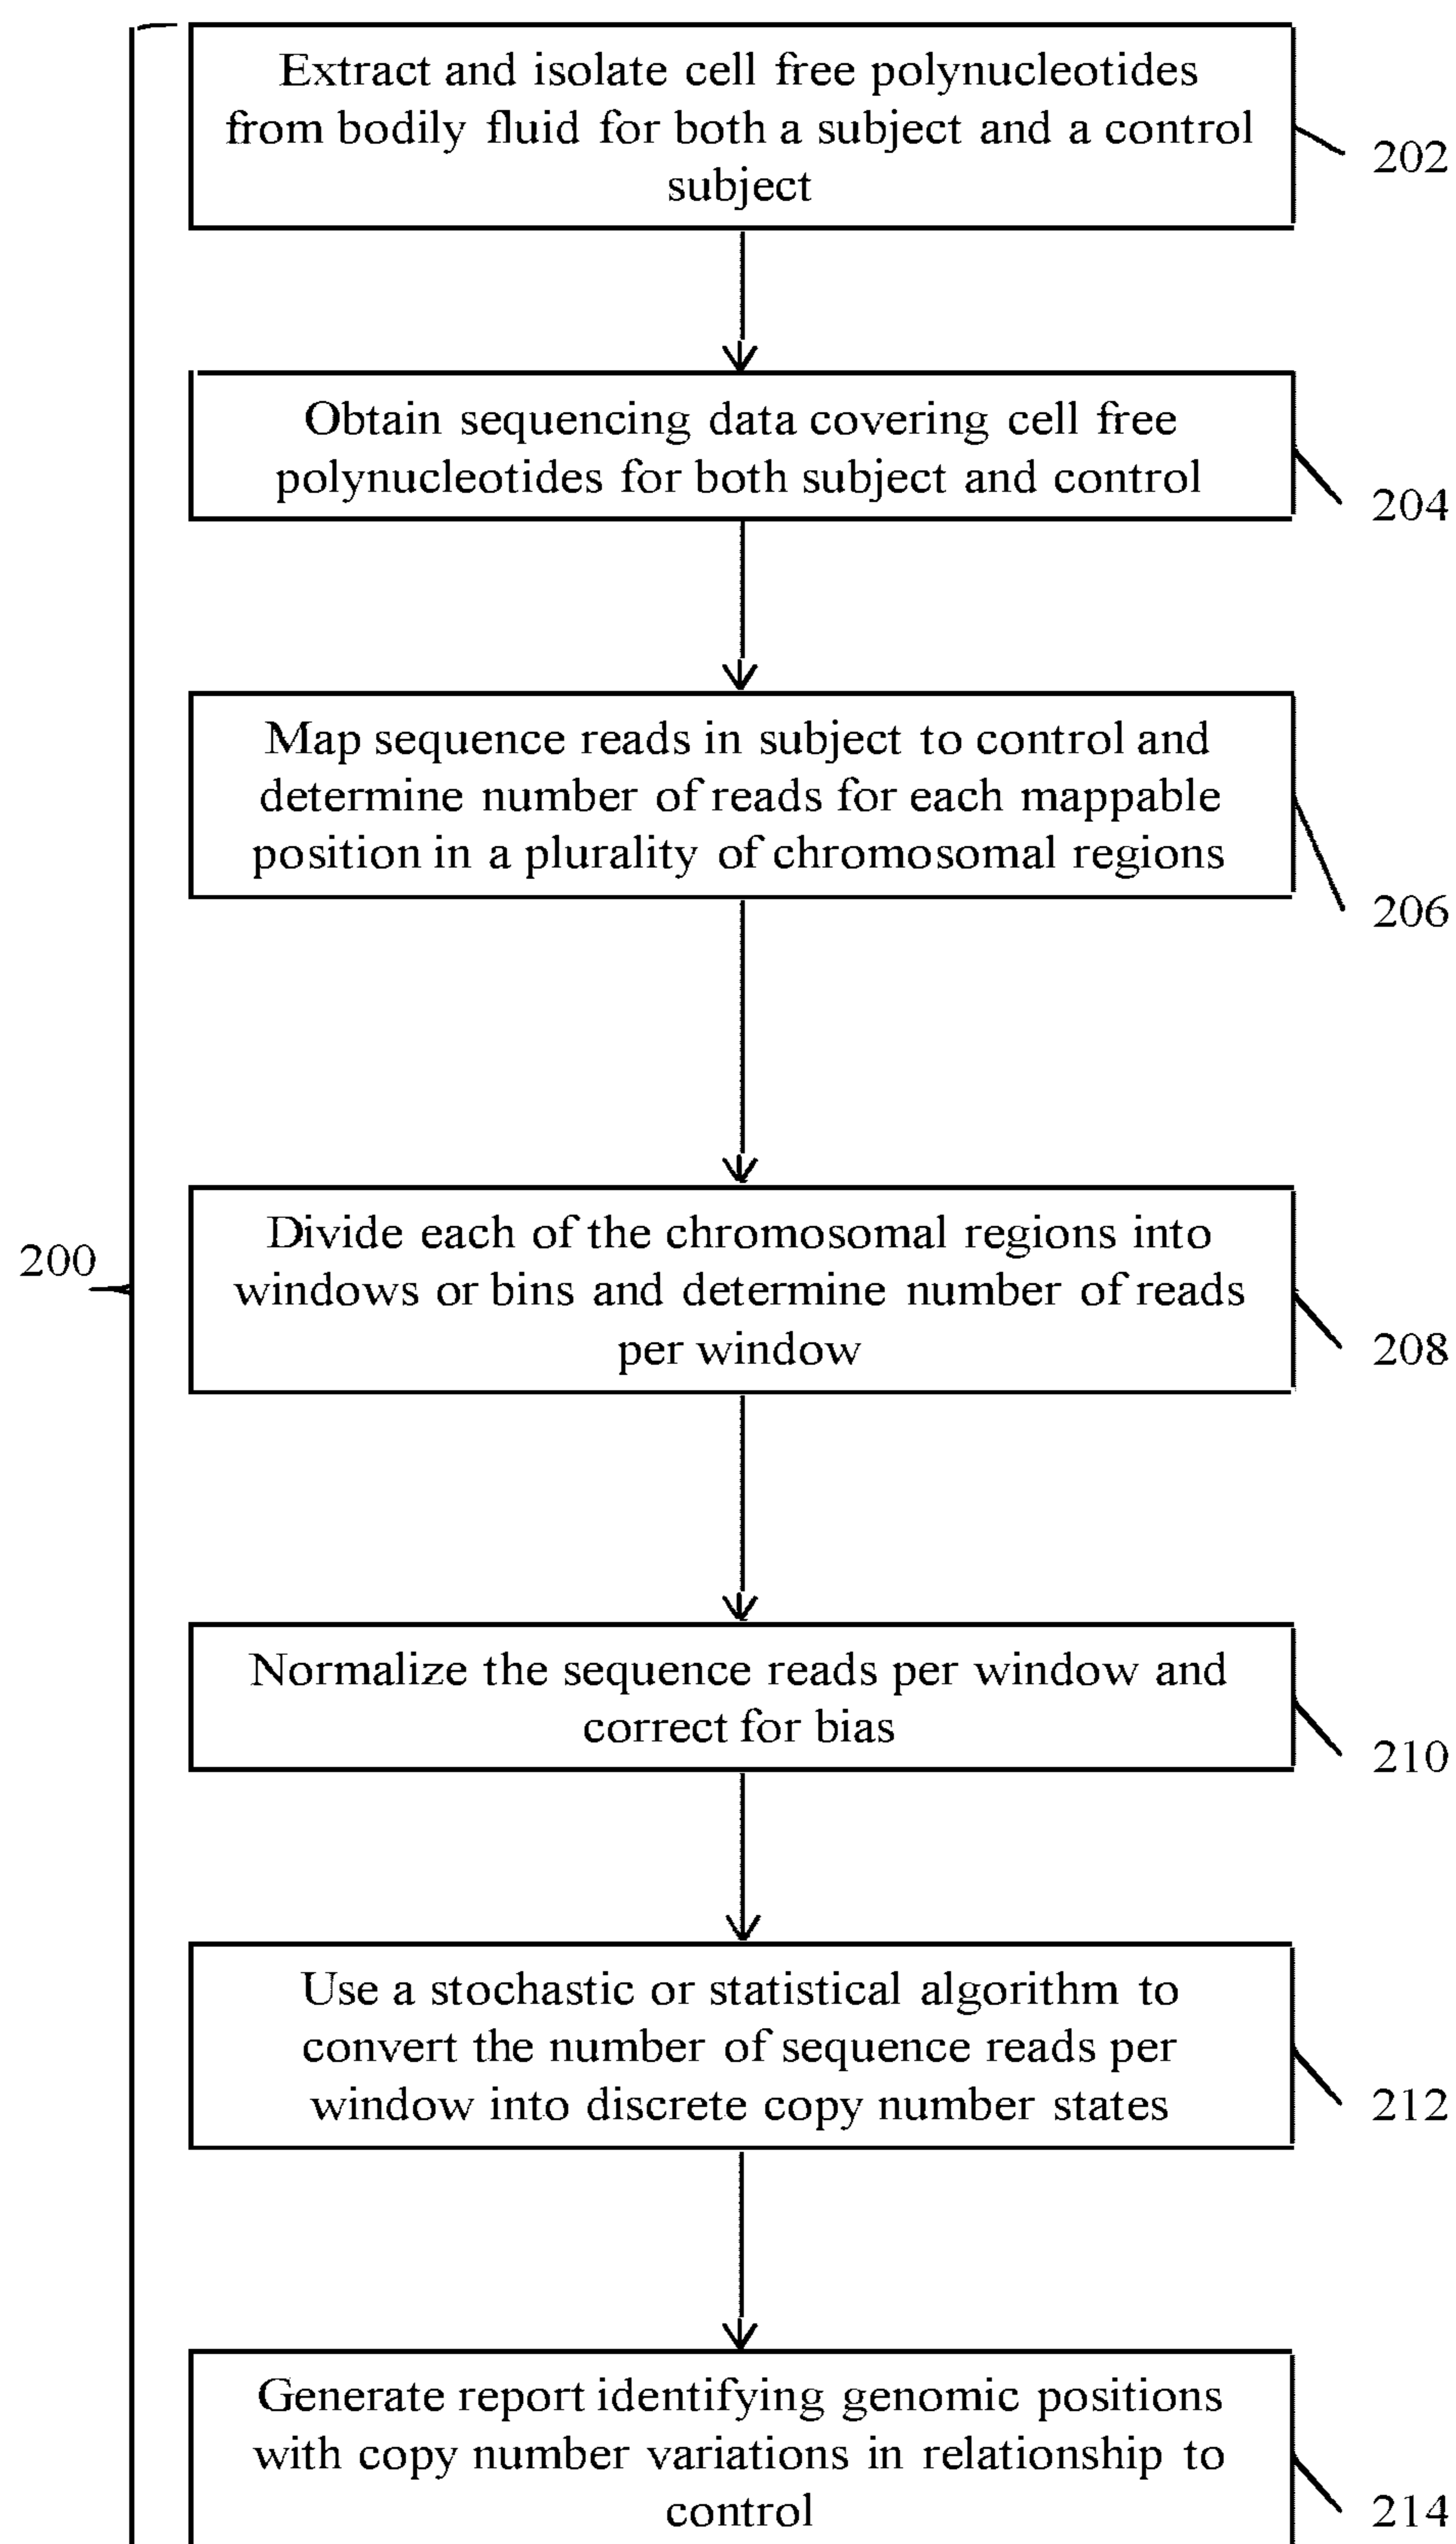 Extract and isolate cell free polynucleotides
from bodily fluid for both a subject and a control
subject
202
Obtain sequencing data covering cell free
polynucleotides for both subject and control
204
Map sequence reads in subject to control and
determine number of reads for each mappable
position in a plurality of chromosomal regions
206
Divide each of the chromosomal regions into
windows or bins and determine number of reads
per window
200
208
Normalize the sequence reads per window and
correct for bias
210
Use a stochastic or statistical algorithm to
convert the number of sequence reads per
window into discrete copy number states
212
Generate report identifying genomic positions
with copy number variations in relationship to
control
214